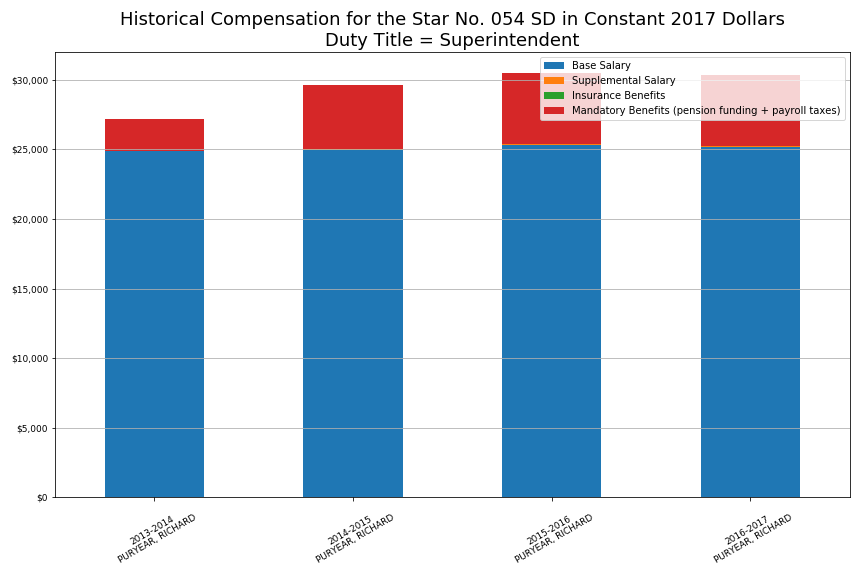 Historical Compensation for the Star No. 054 SD in Constant 2017 Dollars
Duty Title = Superintendent
Base Salary
Supplemental Salary
Insurance Benefits
Mandatory Benefits (pension funding + payroll taxes)
$30,000
$25,000
$20,000
$15,000
$10,000
$5,000
$0
2013-2014
PURYEAR, RICHARD
2014-2015
PURYEAR, RICHARD
2015-2016
PURYEAR, RICHARD
2016-2017
PURYEAR, RICHARD